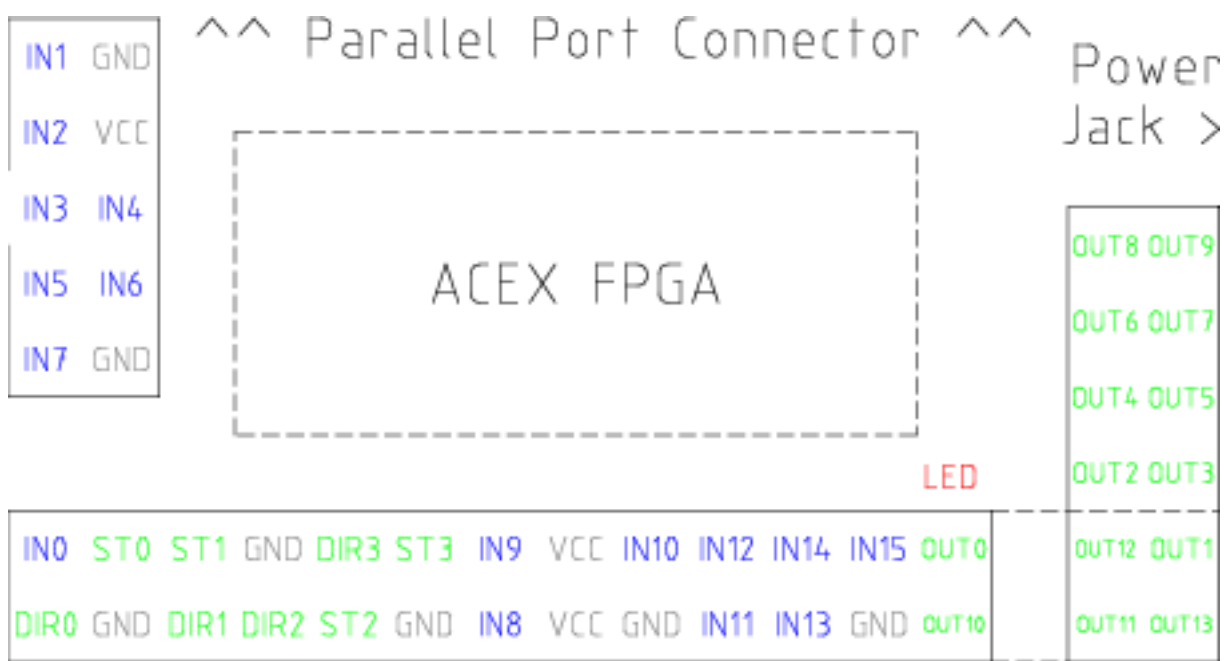 ^^ Parallel Port Connector ^^
Power
Jack >
IN1 GND
IN2 VCC
IN3 IN4
IN5 IN6
IN7 GND
ACEX FPGA
OUT8 OUT9
OUT6 OUT7
OUT4 OUT5
OUT2 OUT3
LED
IN0 ST0 ST1 GND DIR3 ST3 IN9 VCC IN10 IN12 IN14 IN15 OUT0
OUT12 OUT1
DIR0 GND DIR1 DIR2 ST2 GND IN8 VCC GND IN11 IN13 GND OUT10
OUT11 OUT13